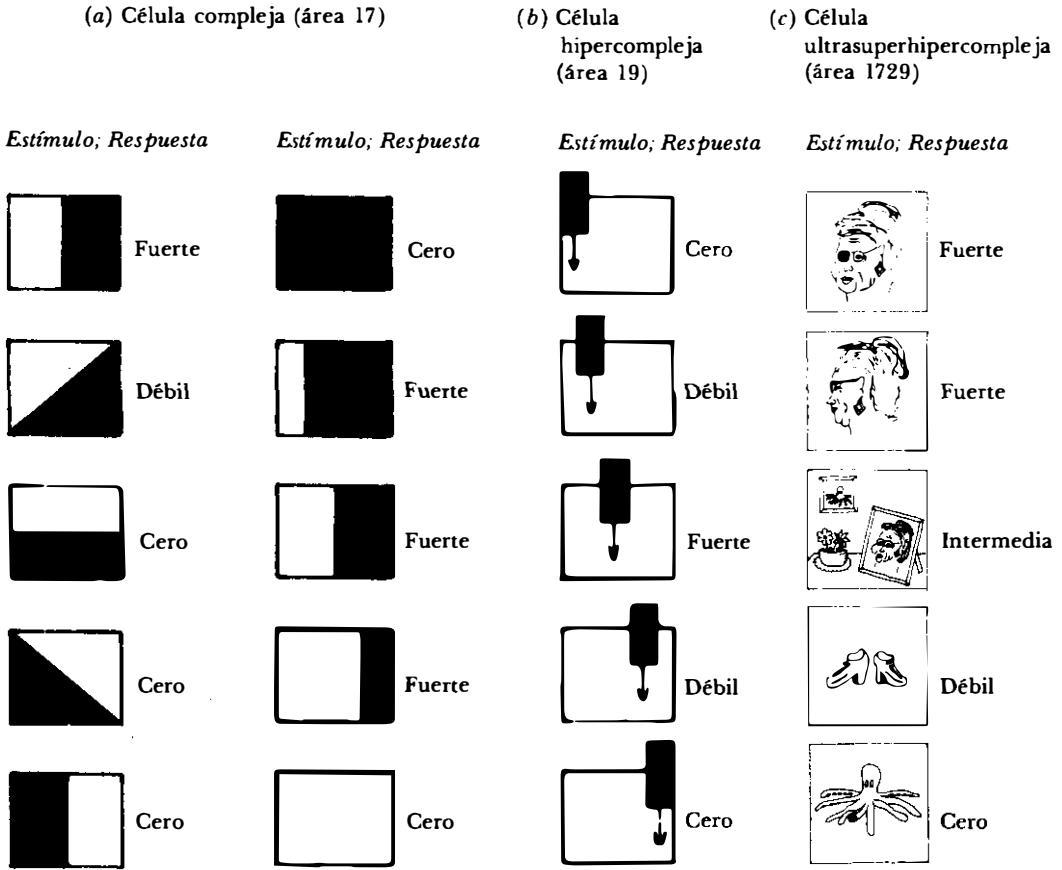 (a) Célula compleja (área 17)
(b) Célula
hipercompleja
(área 19)
(c) Célula
ultrasuperhipercompleja
(área 1729)
Estímulo; Respuesta
Estímulo; Respuesta
Estímulo; Respuesta
Estímulo; Respuesta
Fuerte
Cero
Cero
Fuerte
Débil
Fuerte
Débil
Fuerte
Cero
Fuerte
Fuerte
Intermedia
Cero
Fuerte
Débil
Débil
Cero
Cero
Cero
Cero